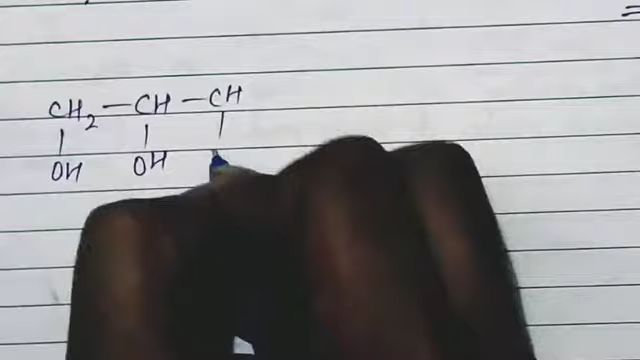 CH₂ — CH — CH
OH OH